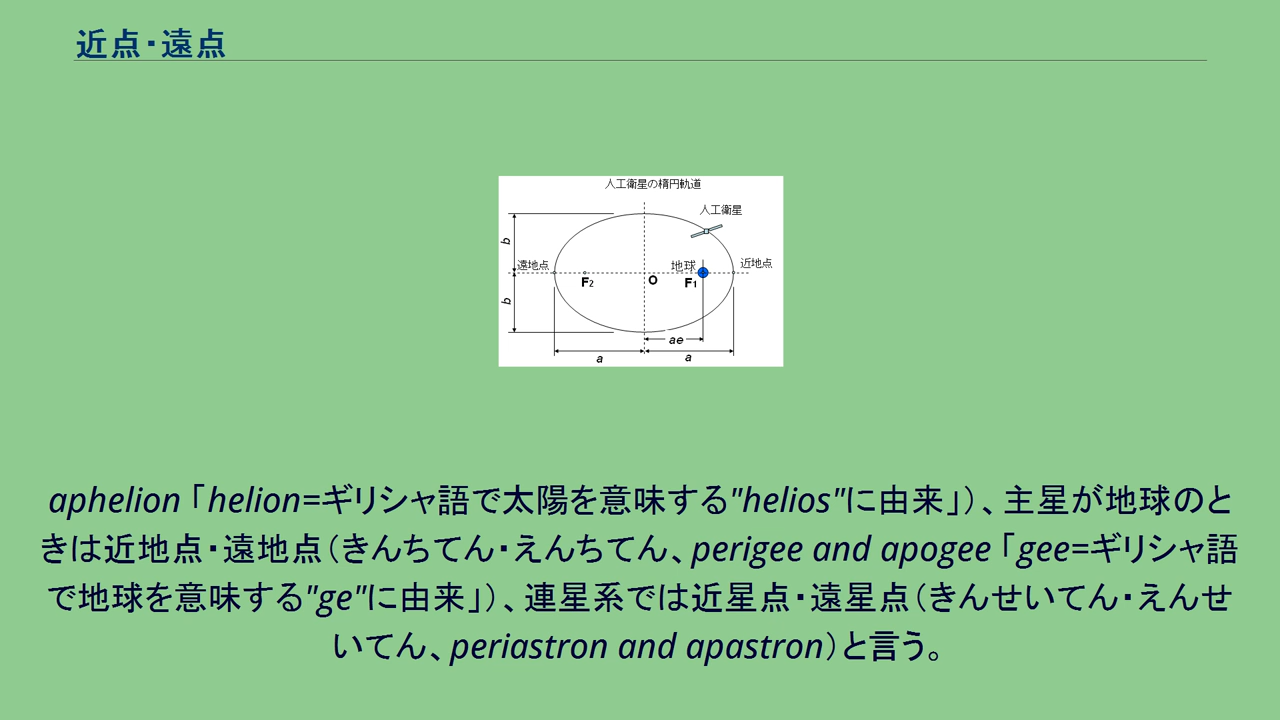 近点・遠点
人工衛星の楕円軌道
人工衛星
b
遠地点
地球
近地点
F2
O
F1
b
ae
a
a
aphelion「helion=ギリシャ語で太陽を意味する"helios"に由来」）、主星が地球のと
きは近地点・遠地点（きんちてん・えんちてん、perigee and apogee「gee=ギリシャ語
で地球を意味する"ge"に由来」）、連星系では近星点・遠星点（きんせいてん・えんせ
いてん、periastron and apastron）と言う。